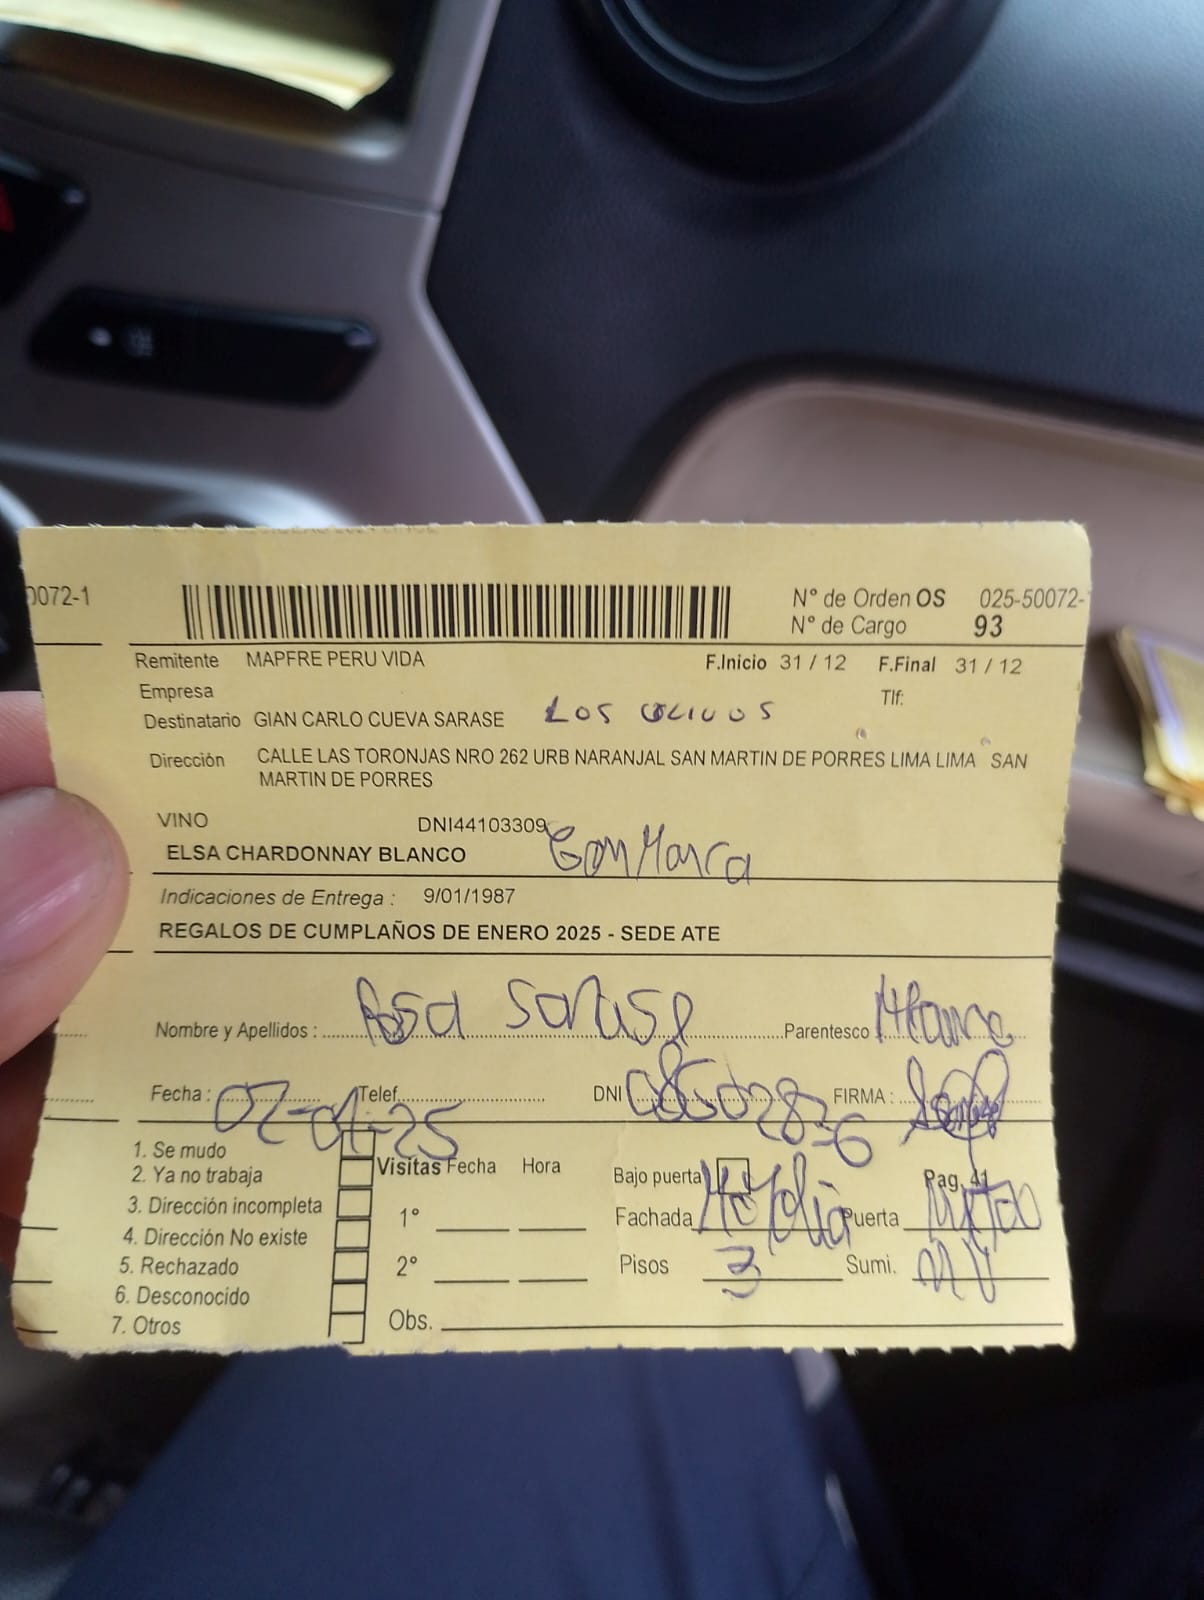 0072-1
N° de Orden OS 025-50072-
N° de Cargo 93
Remitente MAPFRE PERU VIDA F.Inicio 31 / 12 F.Final 31 / 12
Empresa Tlf:
Destinatario GIAN CARLO CUEVA SARASE LOS OLIVOS
Dirección CALLE LAS TORONJAS NRO 262 URB NARANJAL SAN MARTIN DE PORRES LIMA LIMA SAN
MARTIN DE PORRES
VINO DNI44103309
ELSA CHARDONNAY BLANCO
Indicaciones de Entrega : 9/01/1987
REGALOS DE CUMPLAÑOS DE ENERO 2025 - SEDE ATE
Nombre y Apellidos : Rosa Sarase Parentesco
Fecha : 02-01-25 Telef. DNI FIRMA :
1. Se mudo
2. Ya no trabaja Visitas Fecha Hora Bajo puerta Pag. 41
3. Dirección incompleta 1° Fachada Puerta
4. Dirección No existe
5. Rechazado 2° Pisos 3 Sumi.
6. Desconocido
7. Otros Obs.